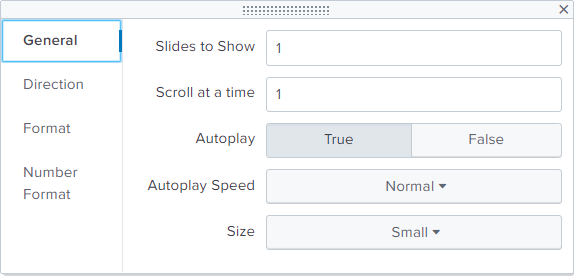 General
Direction
Format
Number
Format
Slides to Show 1
Scroll at a time 1
Autoplay True False
Autoplay Speed Normal
Size Small